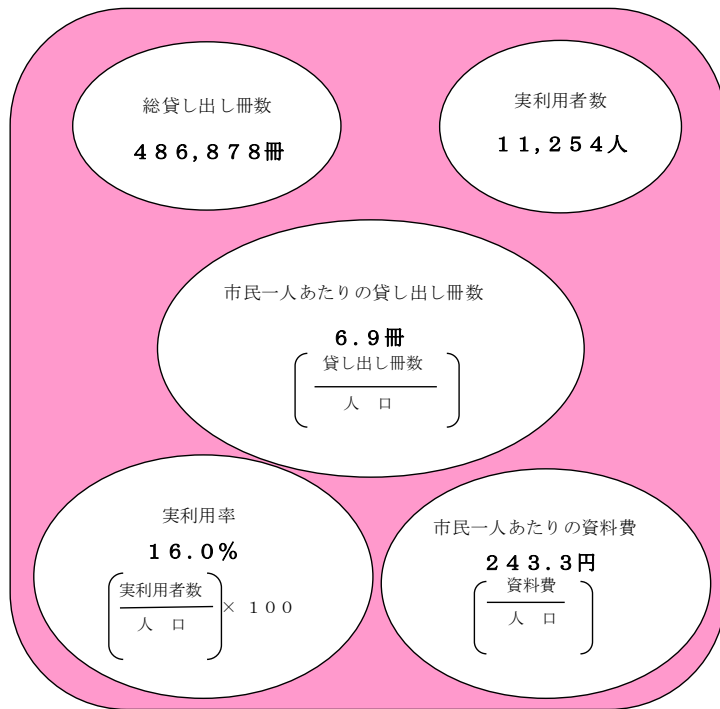 総貸し出し冊数
４８６,８７８冊
実利用者数
１１,２５４人
市民一人あたりの貸し出し冊数
６.９冊
貸し出し冊数
人　口
実利用率
１６.０％
実利用者数
人　口
× １００
市民一人あたりの資料費
２４３.３円
資料費
人　口